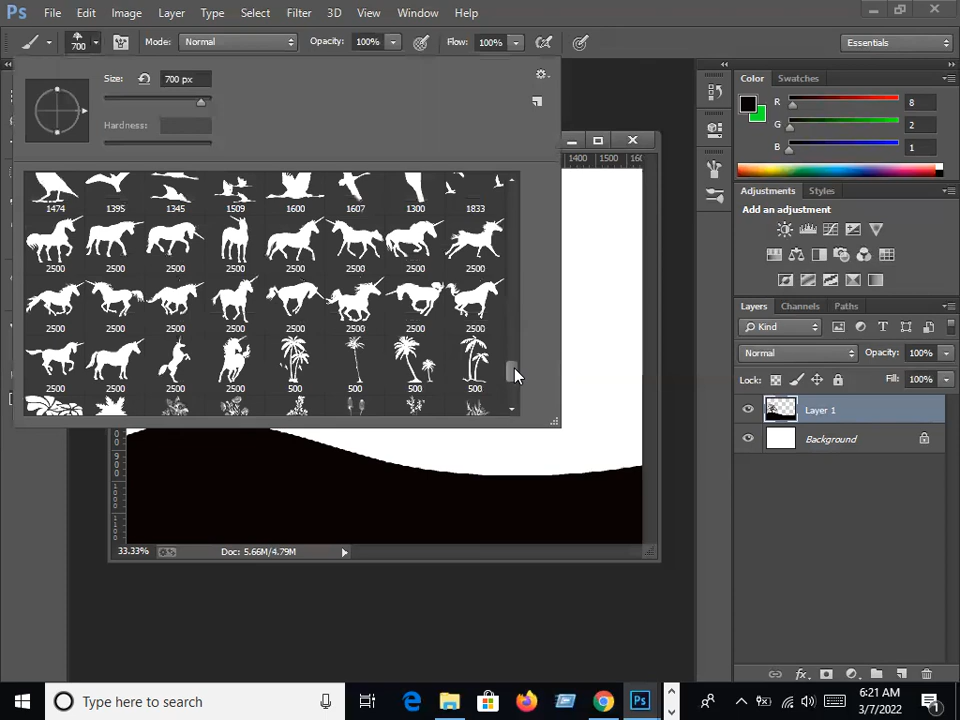 Ps File Edit Image Layer Type Select Filter 3D View Window Help
700 Mode: Normal Opacity: 100% Flow: 100% Essentials
Size: 700 px
Hardness:
1474 1395 1345 1509 1600 1607 1300 1833
2500 2500 2500 2500 2500 2500 2500 2500
2500 2500 2500 2500 2500 2500 2500 2500
2500 2500 2500 2500 500 500 500 500
1400 1500
33.33% Doc: 5.66M/4.79M
Color Swatches
R 8
G 2
B 1
Adjustments Styles
Add an adjustment
Layers Channels Paths
Kind
Normal Opacity: 100%
Lock: Fill: 100%
Layer 1
Background
fx
Type here to search
Ps
6:21 AM
3/7/2022
1